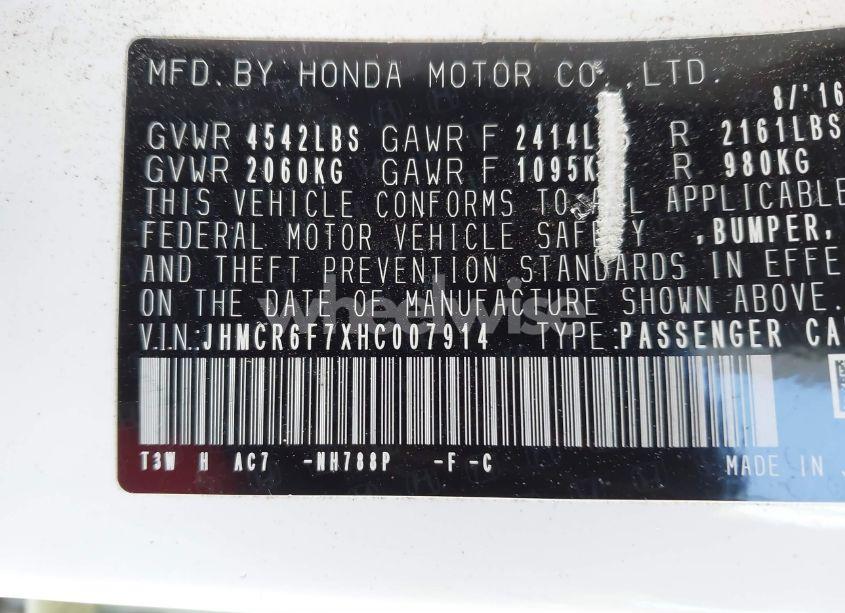 MFD. BY HONDA MOTOR CO., LTD.
8/'16
GVWR 4542LBS GAWR F 2414L S R 2161LBS
GVWR 2060KG GAWR F 1095K R 980KG
THIS VEHICLE CONFORMS TO ALL APPLICABLE
FEDERAL MOTOR VEHICLE SAFETY ,BUMPER,
AND THEFT PREVENTION STANDARDS IN EFFE
ON THE DATE OF MANUFACTURE SHOWN ABOVE.
wheelwise
V.I.N.:JHMCR6F7XHC007914 TYPE:PASSENGER CA
T3W H AC7 -NH788P -F -C
MADE IN J